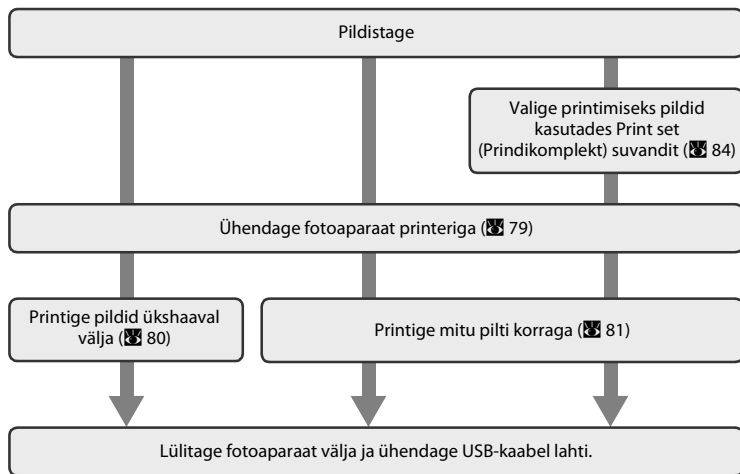 Pildistage
Valige printimiseks pildid
kasutades Print set
(Prindikomplekt) suvandit (84)
Ühendage fotoaparaat printeriga (79)
Printige pildid ükshaaval
välja (80)
Printige mitu pilti korraga (81)
Lülitage fotoaparaat välja ja ühendage USB-kaabel lahti.